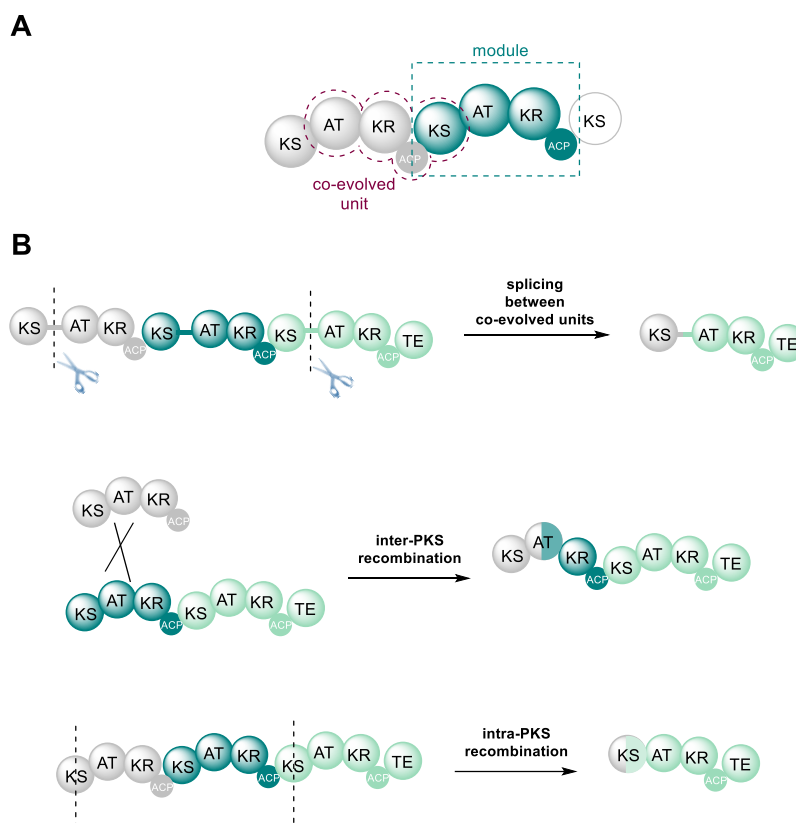 A
module
KS AT KR ACP KS AT KR ACP KS
co-evolved
unit
B
KS AT KR ACP KS AT KR ACP KS AT KR ACP TE
splicing
between
co-evolved units
KS AT KR ACP TE
KS AT KR ACP
KS AT KR ACP KS AT KR ACP TE
inter-PKS
recombination
KS AT KR ACP KS AT KR ACP TE
KS AT KR ACP KS AT KR ACP KS AT KR ACP TE
intra-PKS
recombination
KS AT KR ACP TE